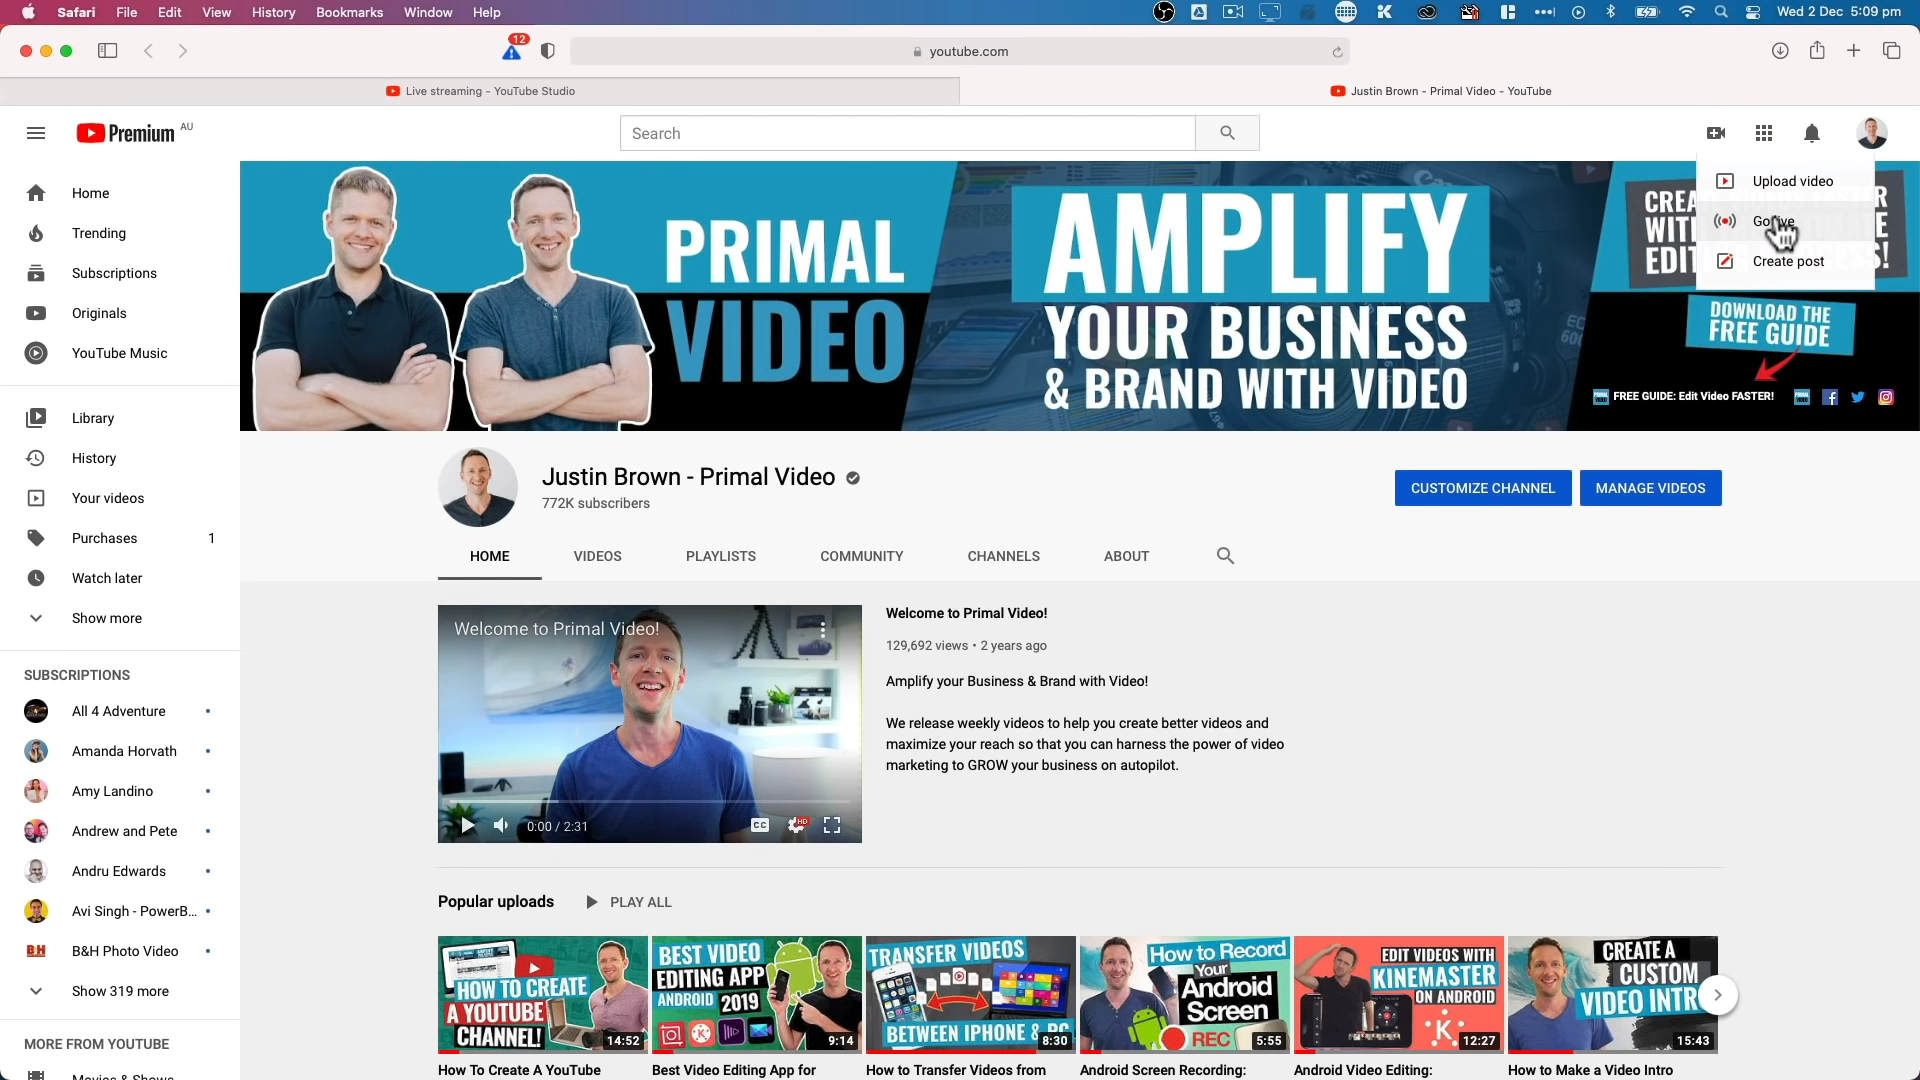 Safari File Edit View History Bookmarks Window Help
Wed 2 Dec 5:09 pm
12
youtube.com
Live streaming - YouTube Studio
Justin Brown - Primal Video - YouTube
Premium AU
Search
Home
Trending
Subscriptions
Originals
YouTube Music
Library
History
Your videos
Purchases 1
Watch later
Show more
SUBSCRIPTIONS
All 4 Adventure
Amanda Horvath
Amy Landino
Andrew and Pete
Andru Edwards
Avi Singh - PowerB...
B&H Photo Video
Show 319 more
MORE FROM YOUTUBE
Movies & Shows
PRIMAL
VIDEO
AMPLIFY
YOUR BUSINESS
& BRAND WITH VIDEO
Upload video
Go live
Create post
DOWNLOAD THE
FREE GUIDE
FREE GUIDE: Edit Video FASTER!
Justin Brown - Primal Video
772K subscribers
CUSTOMIZE CHANNEL
MANAGE VIDEOS
HOME VIDEOS PLAYLISTS COMMUNITY CHANNELS ABOUT
Welcome to Primal Video!
0:00 / 2:31
CC
HD
Welcome to Primal Video!
129,692 views • 2 years ago
Amplify your Business & Brand with Video!
We release weekly videos to help you create better videos and
maximize your reach so that you can harness the power of video
marketing to GROW your business on autopilot.
Popular uploads
PLAY ALL
HOW TO CREATE
A YOUTUBE
CHANNEL!
14:52
How To Create A YouTube
BEST VIDEO
EDITING APP
ANDROID 2019
9:14
Best Video Editing App for
TRANSFER VIDEOS
BETWEEN IPHONE & PC
8:30
How to Transfer Videos from
How to Record
Your
Android
Screen
REC
5:55
Android Screen Recording:
EDIT VIDEOS WITH
KINEMASTER
ON ANDROID
12:27
Android Video Editing:
CREATE A
CUSTOM
VIDEO INTR
15:43
How to Make a Video Intro